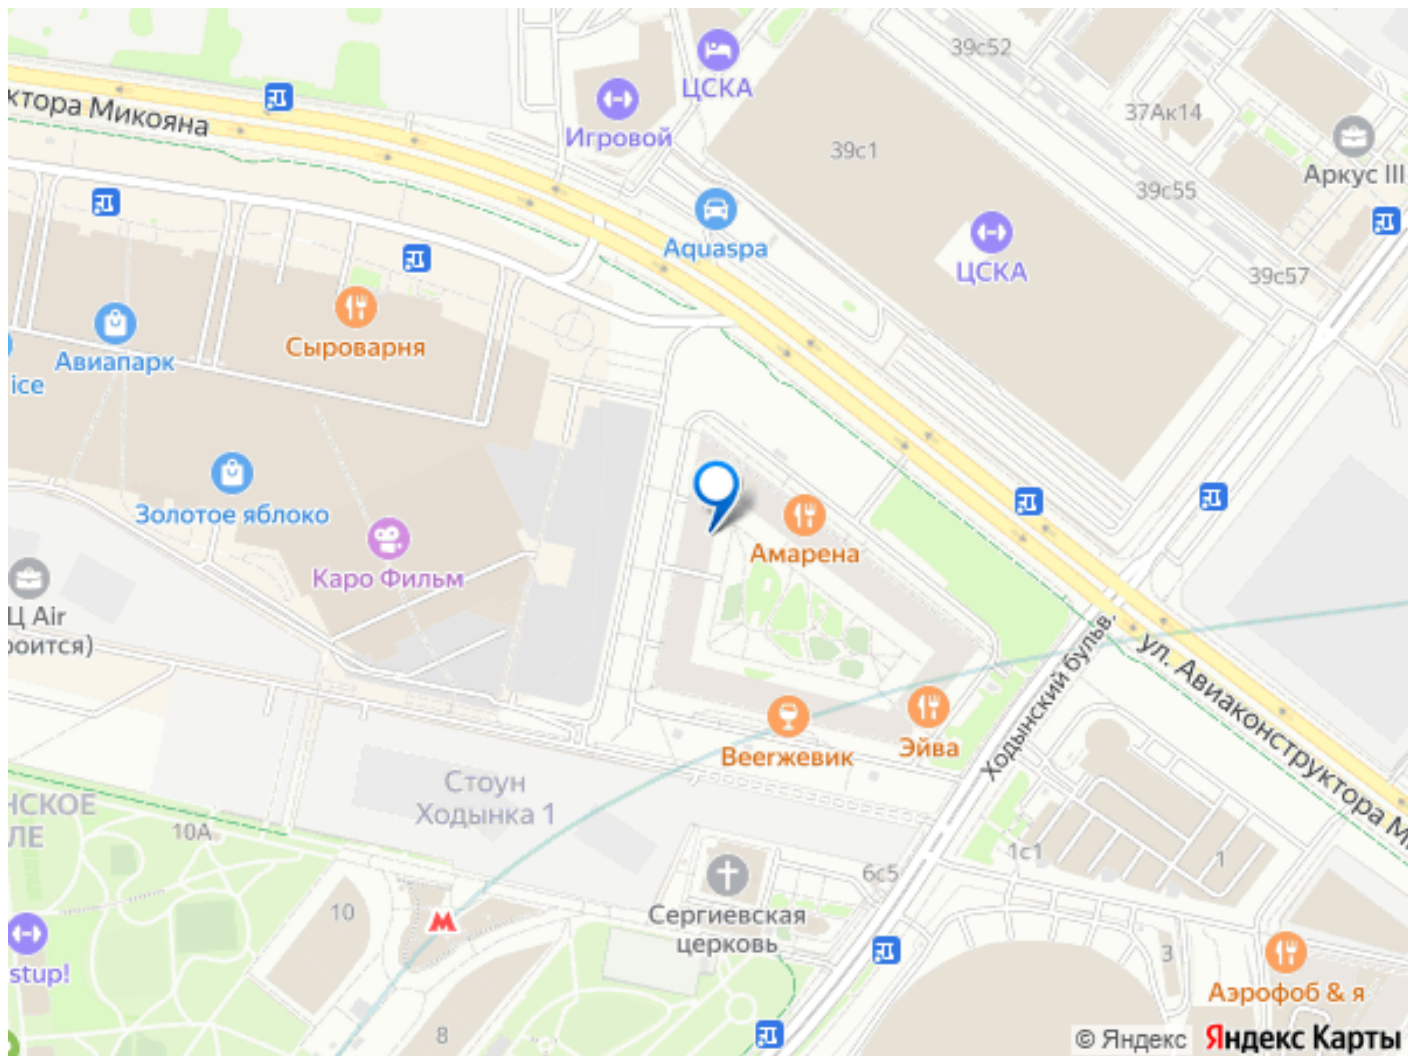 ктора Микояна
ЦСКА
Игровой
39с52
37Ак14
39с1
Аркус III
39с55
Aquaspa
ЦСКА
39с57
Сыроварня
Авиапарк
ice
Золотое яблоко
Каро Фильм
Амарена
Ц Air
роится)
Веегжевик
Эйва
Ходынский бульв.
ул. Авиаконструктора М
Стоун
Ходынка 1
НСКОЕ
ЛЕ
10А
1с1
1
6с5
10
Сергиевская
церковь
stup!
3
Аэрофоб & я
8
© Яндекс
Яндекс Карты